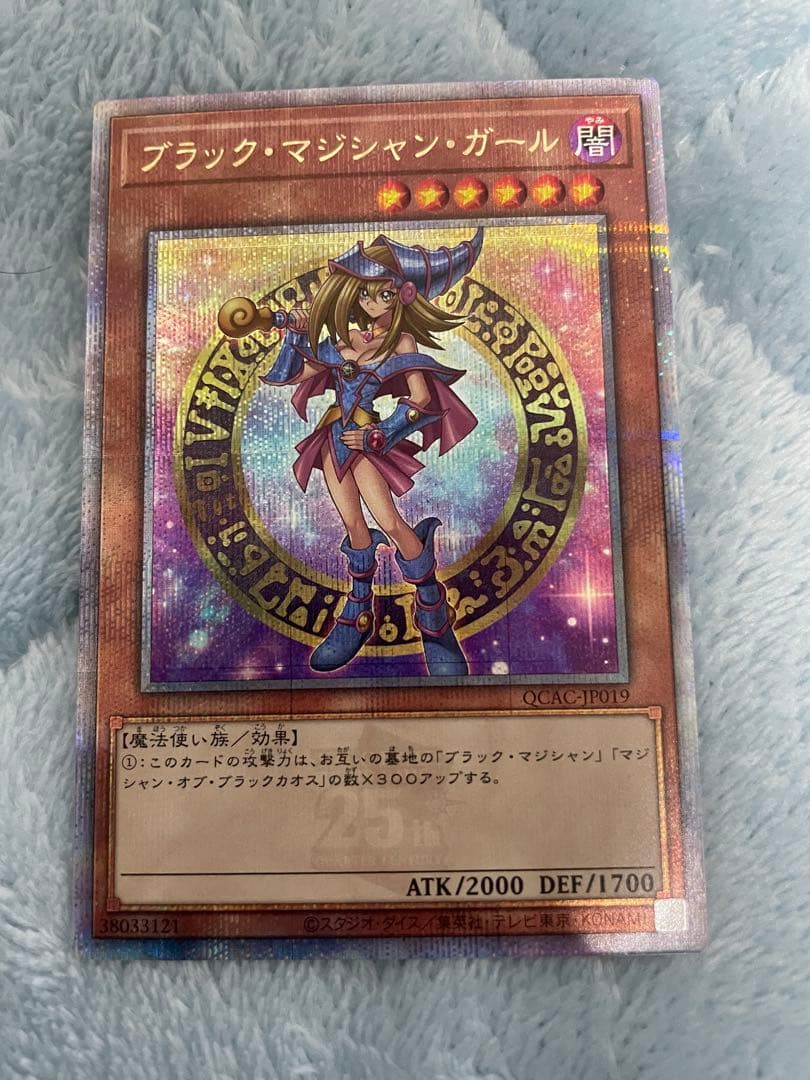 ブラック・マジシャン・ガール
闇
QCAC-JP019
【魔法使い族／効果】
①：このカードの攻撃力は、お互いの墓地の「ブラック・マジシャン」「マジ
シャン・オブ・ブラックカオス」の数×３００アップする。
25th
ATK/2000 DEF/1700
38033121
©スタジオ・ダイス／集英社・テレビ東京・KONAMI